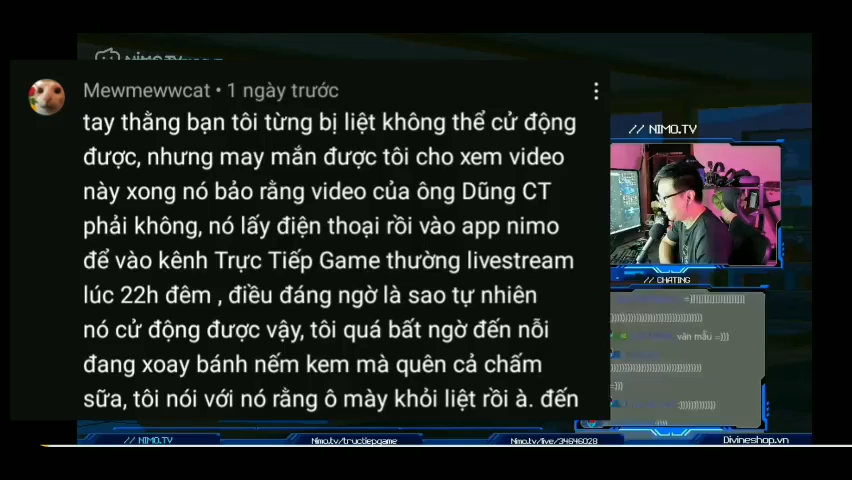 NIMO.TV
Mewmewwcat • 1 ngày trước
tay thằng bạn tôi từng bị liệt không thể cử động
được, nhưng may mắn được tôi cho xem video
này xong nó bảo rằng video của ông Dũng CT
phải không, nó lấy điện thoại rồi vào app nimo
để vào kênh Trực Tiếp Game thường livestream
lúc 22h đêm , điều đáng ngờ là sao tự nhiên
nó cử động được vậy, tôi quá bất ngờ đến nỗi
đang xoay bánh nếm kem mà quên cả chấm
sữa, tôi nói với nó rằng ô mày khỏi liệt rồi à. đến
// NIMO.TV
// CHATTING
văn mẫu =)))
=)))
// NIMO.TV
Nimo.tv/tructiepgame
Nimo.tv/live/34646028
Divineshop.vn